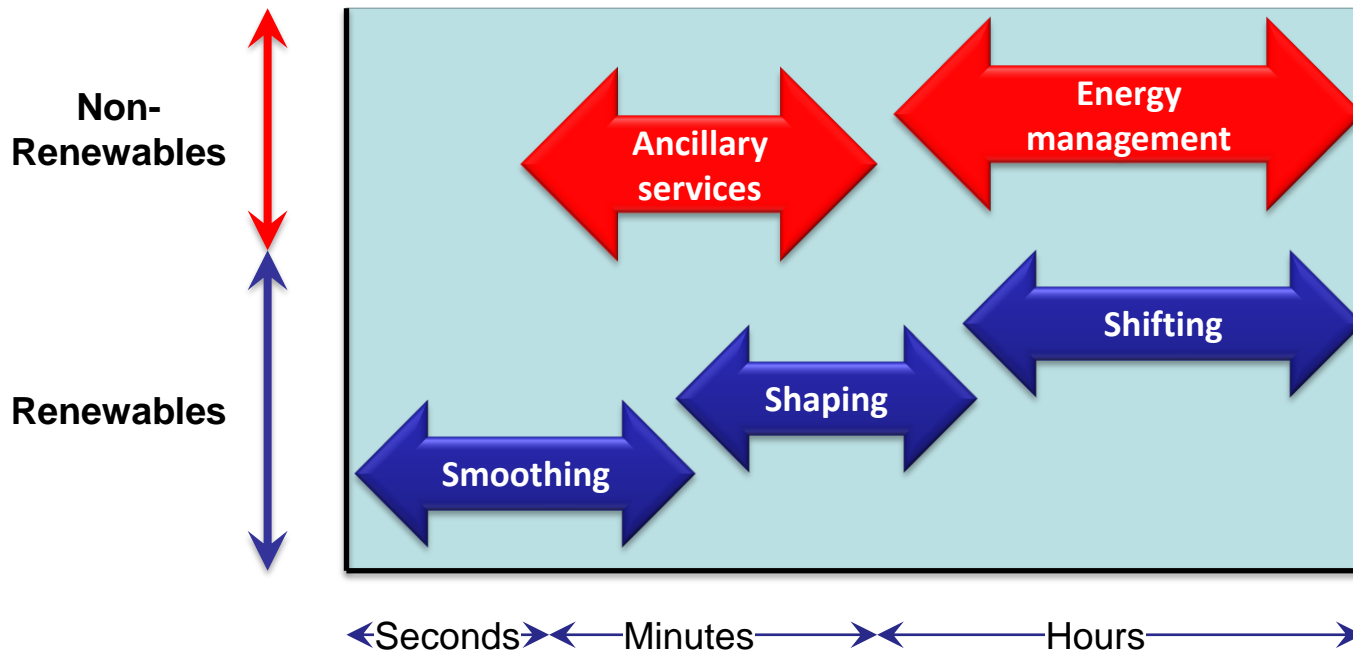 Non-
Renewables
Energy
management
Ancillary
services
Renewables
Shifting
Shaping
Smoothing
Seconds
Minutes
Hours